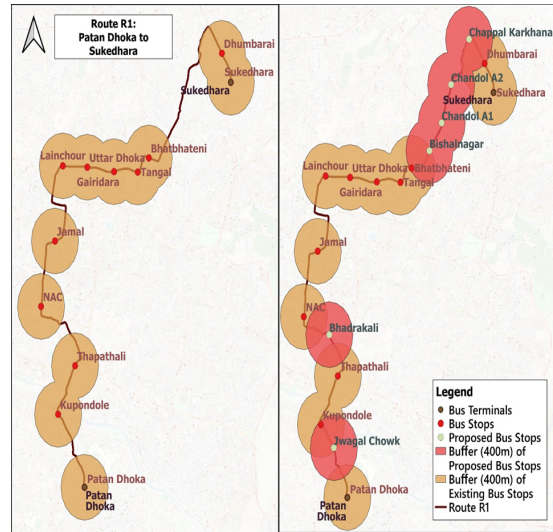 Route R1:
Patan Dhoka to
Sukedhara
Dhumbarai
Sukedhara
Sukedhara
Bhatbhateni
Lainchour
Uttar Dhoka
Gairidara
Tangal
Jamal
NAC
Thapathali
Kupondole
Patan Dhoka
Patan
Dhoka
Chappal Karkhana
Dhumbarai
Chandol A2
Sukedhara
Sukedhara
Chandol A1
Bishalnagar
Lainchour
Uttar Dhoka
Bhatbhateni
Gairidara
Tangal
Jamal
NAC
Bhadrakali
Thapathali
Kupondole
Jwagal Chowk
Patan Dhoka
Patan
Dhoka
Legend
Bus Terminals
Bus Stops
Proposed Bus Stops
Buffer (400m) of
Proposed Bus Stops
Buffer (400m) of
Existing Bus Stops
Route R1